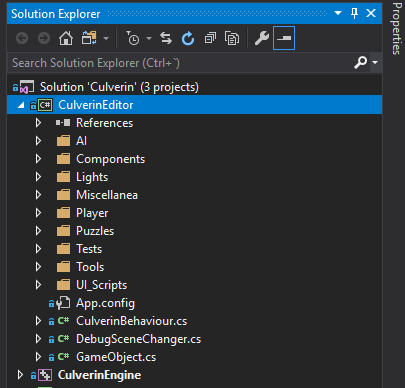 Solution Explorer
Properties
Search Solution Explorer (Ctrl+`)
Solution 'Culverin' (3 projects)
C# CulverinEditor
References
AI
Components
Lights
Miscellanea
Player
Puzzles
Tests
Tools
UI_Scripts
App.config
C# CulverinBehaviour.cs
C# DebugSceneChanger.cs
C# GameObject.cs
CulverinEngine